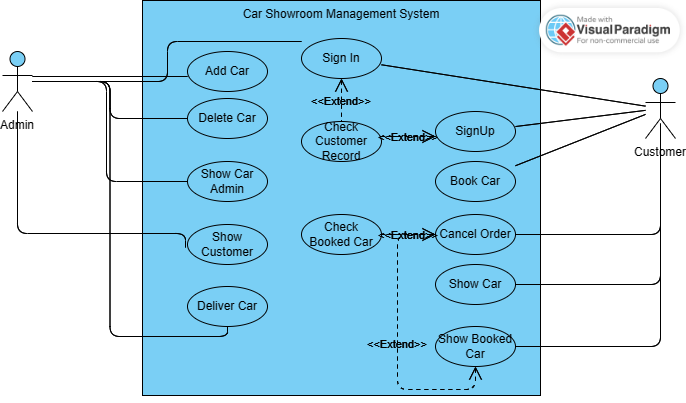 Car Showroom Management System
Made with
VisualParadigm
For non-commercial use
Sign In
Add Car
<<Extend>>
Admin
Delete Car
Check
Customer
Record
<<Extend>>
SignUp
Customer
Show Car
Admin
Book Car
Show
Customer
Check
Booked Car
<<Extend>>
Cancel Order
Show Car
Deliver Car
<<Extend>>
Show Booked
Car